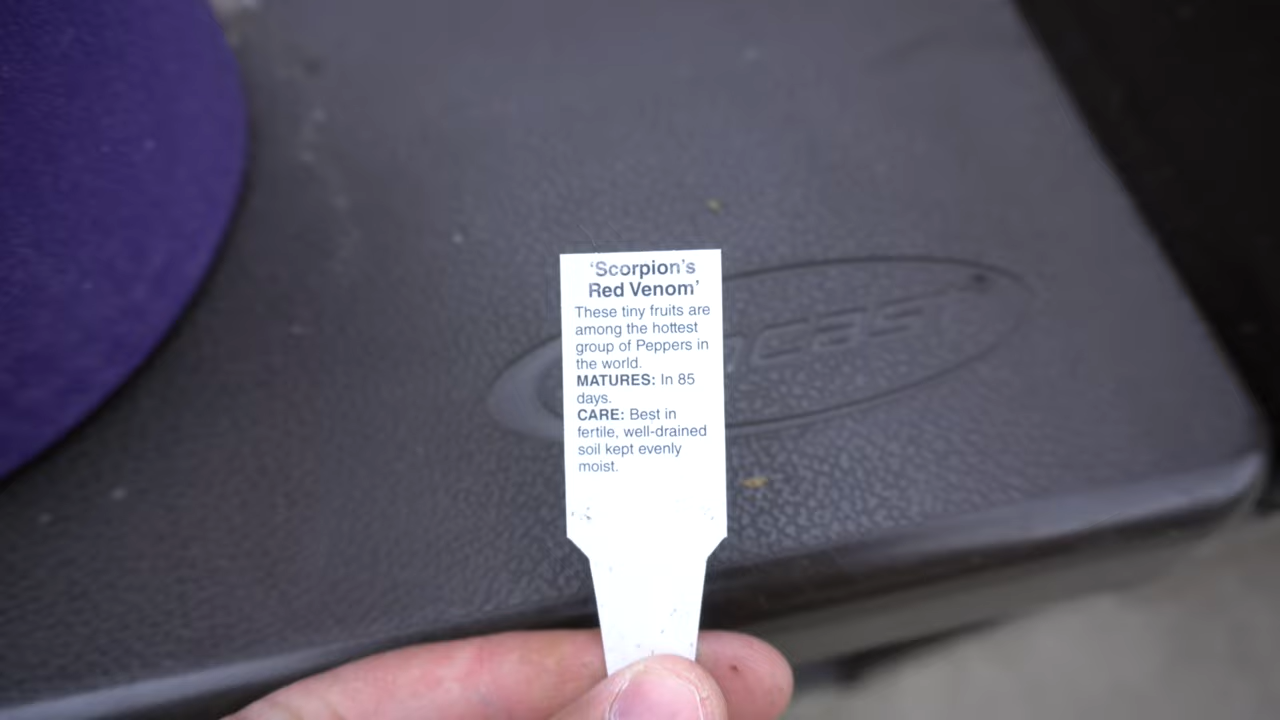 ‘Scorpion’s
Red Venom’
These tiny fruits are
among the hottest
group of Peppers in
the world.
MATURES: In 85
days.
CARE: Best in
fertile, well-drained
soil kept evenly
moist.